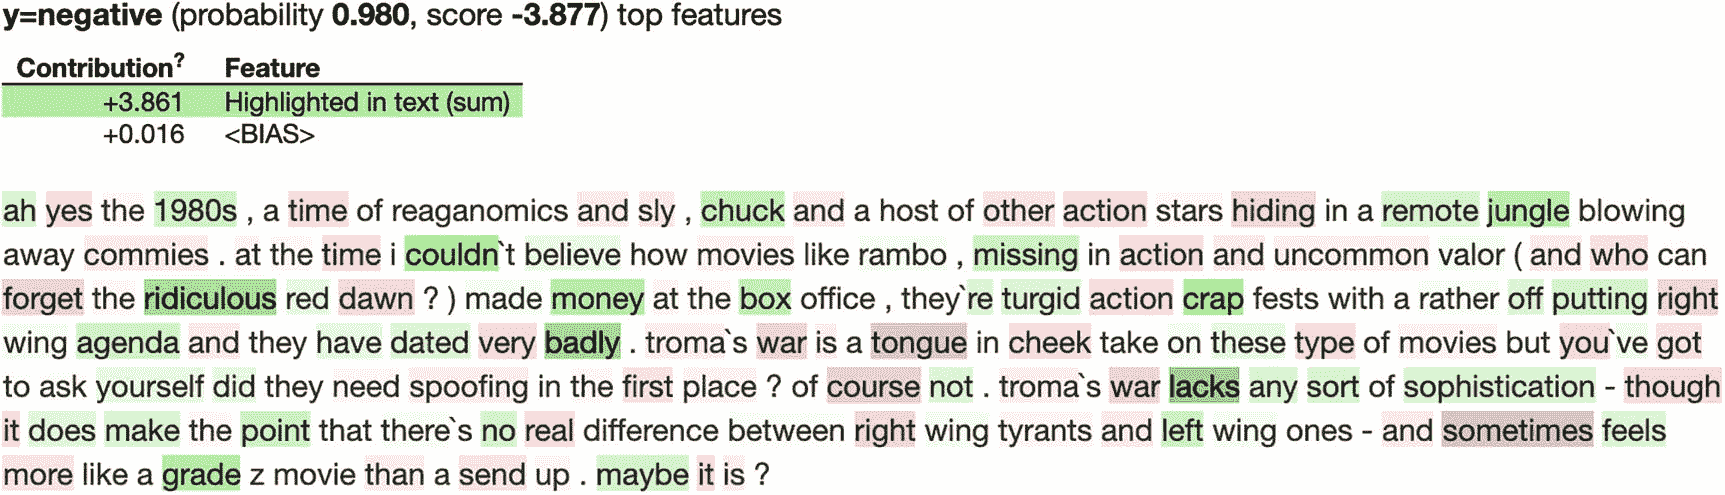 y=negative (probability 0.980, score -3.877) top features
Contribution? Feature
+3.861 Highlighted in text (sum)
+0.016 <BIAS>
ah yes the 1980s , a time of reaganomics and sly , chuck and a host of other action stars hiding in a remote jungle blowing
away commies . at the time i couldn`t believe how movies like rambo , missing in action and uncommon valor ( and who can
forget the ridiculous red dawn ? ) made money at the box office , they`re turgid action crap fests with a rather off putting right
wing agenda and they have dated very badly . troma`s war is a tongue in cheek take on these type of movies but you`ve got
to ask yourself did they need spoofing in the first place ? of course not . troma`s war lacks any sort of sophistication - though
it does make the point that there`s no real difference between right wing tyrants and left wing ones - and sometimes feels
more like a grade z movie than a send up . maybe it is ?